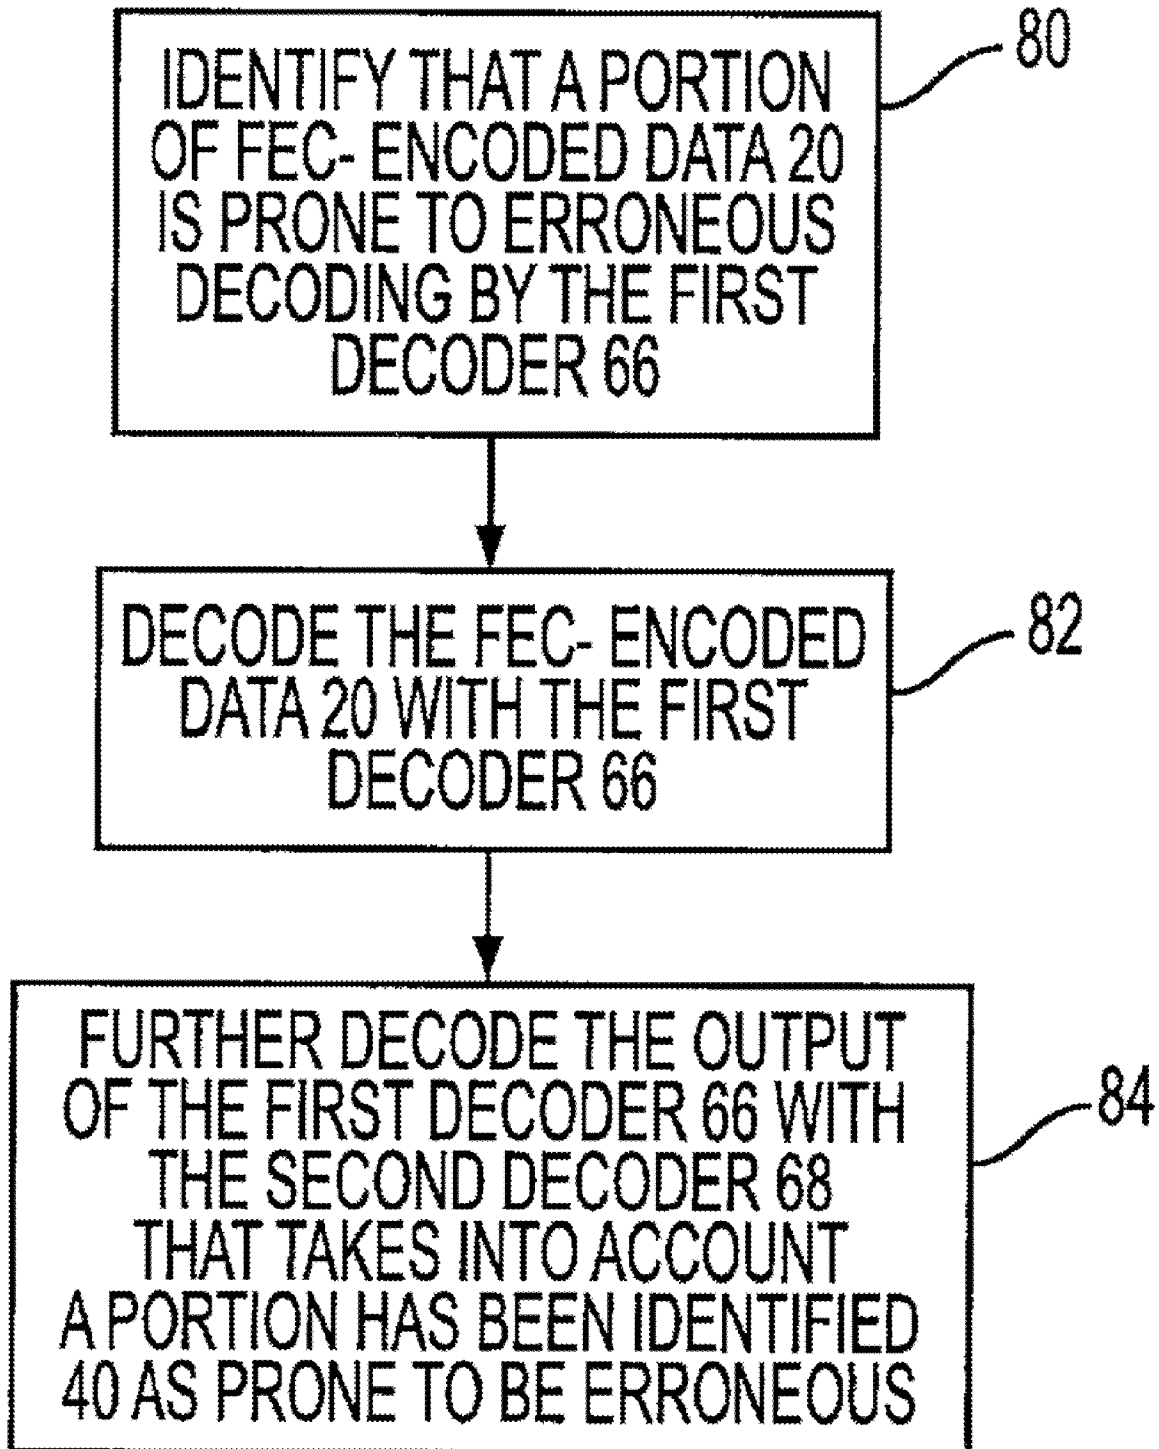 80
IDENTIFY THAT A PORTION
OF FEC- ENCODED DATA 20
IS PRONE TO ERRONEOUS
DECODING BY THE FIRST
DECODER 66
82
DECODE THE FEC- ENCODED
DATA 20 WITH THE FIRST
DECODER 66
84
FURTHER DECODE THE OUTPUT
OF THE FIRST DECODER 66 WITH
THE SECOND DECODER 68
THAT TAKES INTO ACCOUNT
A PORTION HAS BEEN IDENTIFIED
40 AS PRONE TO BE ERRONEOUS